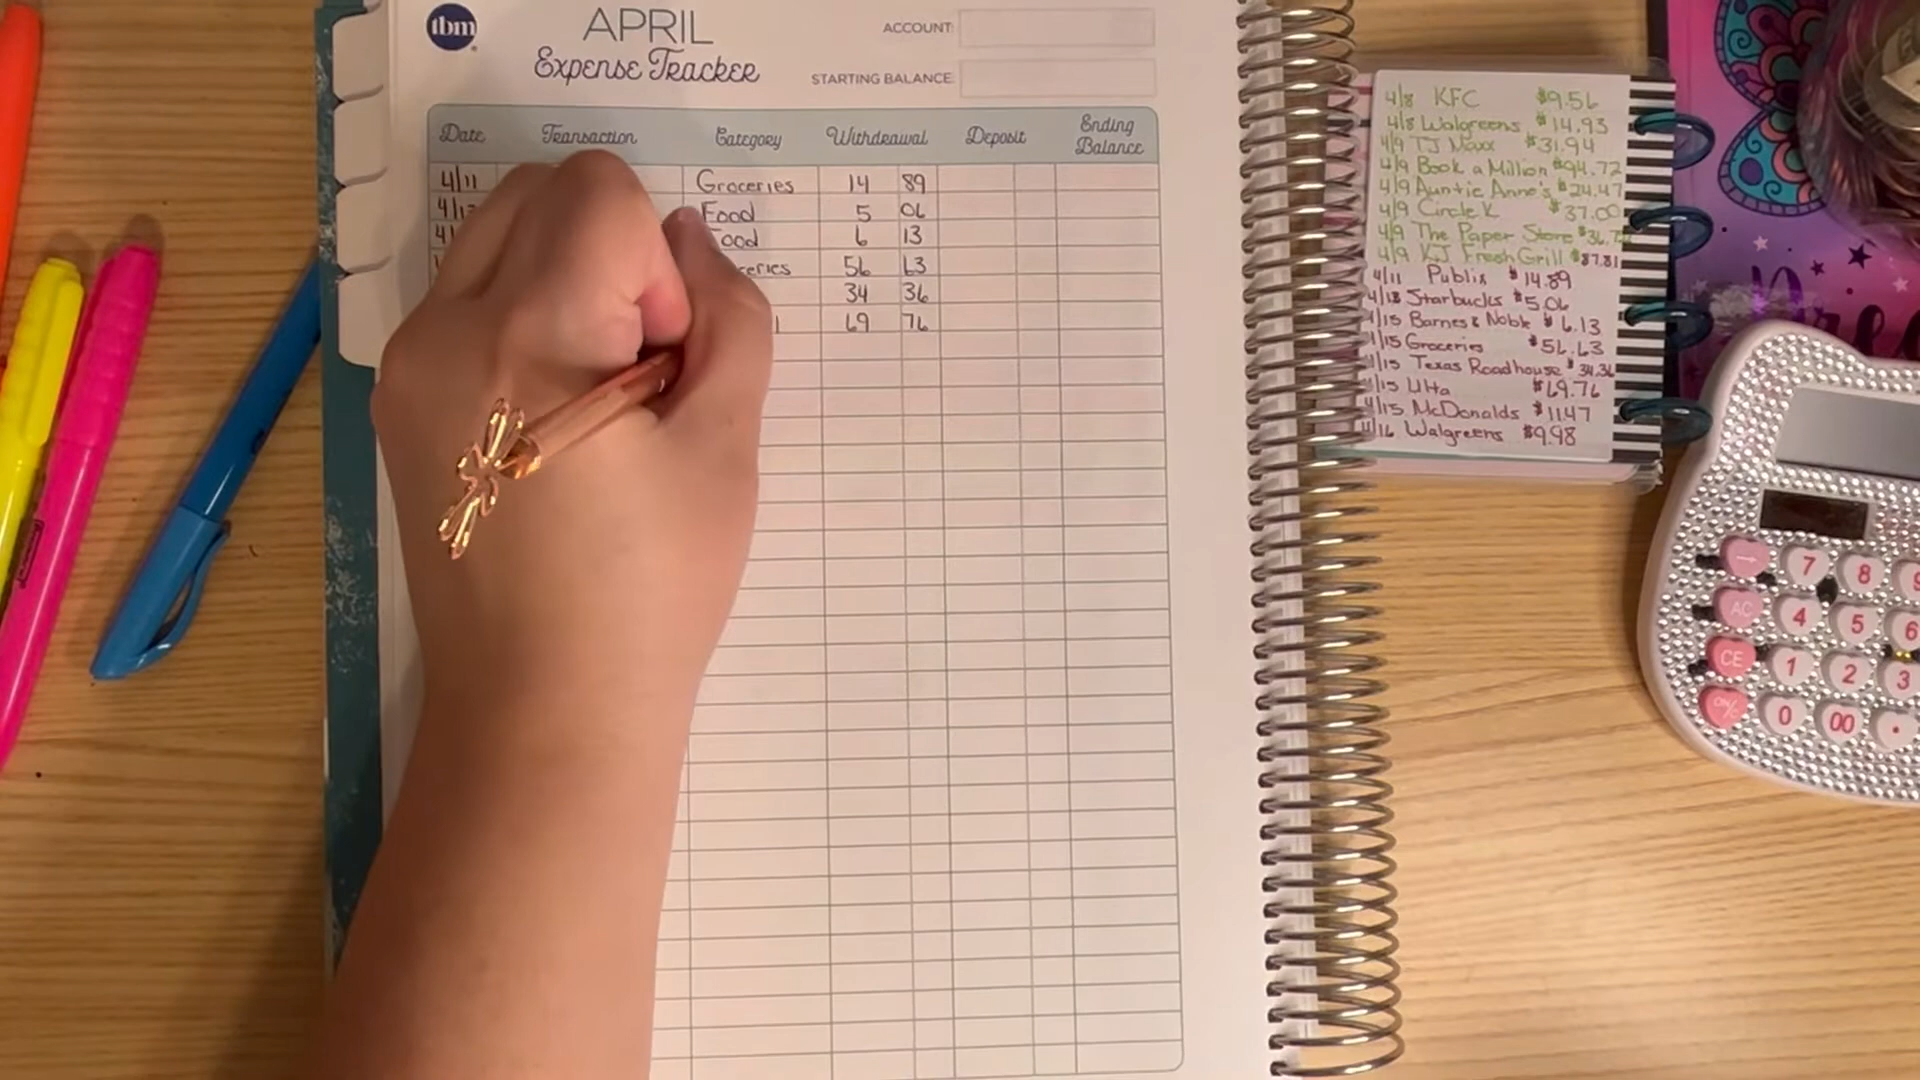 tbm
APRIL
Expense Tracker
ACCOUNT:
STARTING BALANCE:
Date Transaction Category Withdrawal Deposit Ending Balance
4/11 Groceries 14 89
Food 5 06
Food 6 13
56 63
34 36
69 76
4/8 KFC $9.56
4/8 Walgreens $14.93
4/9 TJ Maxx $31.94
4/9 Book a Million $94.72
4/9 Auntie Anne's $24.47
4/9 Circle K $37.00
4/9 The Paper Store
4/9 KJ Fresh Grill $87.81
4/11 Publix $14.89
Starbucks $5.06
4/15 Barnes & Noble $6.13
/15 Groceries $56.63
/15 Texas Roadhouse $34.36
/15 Ulta $69.76
4/15 McDonalds $11.47
4/16 Walgreens $9.98
7 8 9
AC 4 5 6
CE 1 2 3
ON/C 0 00 .